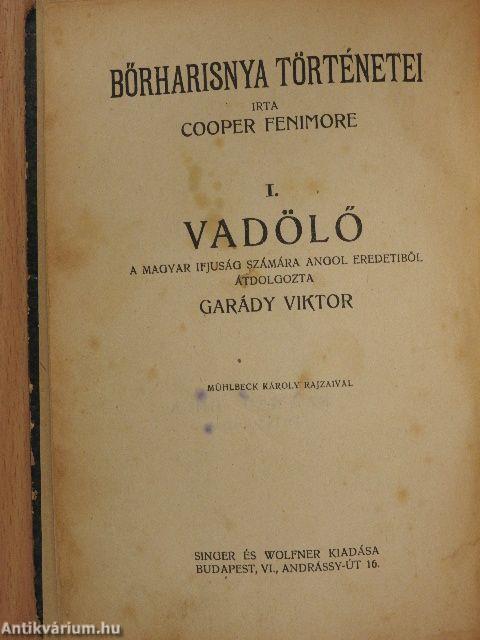 BŐRHARISNYA TÖRTÉNETEI
IRTA
COOPER FENIMORE
I.
VADÖLŐ
A MAGYAR IFJUSÁG SZÁMÁRA ANGOL EREDETIBŐL
ÁTDOLGOZTA
GARÁDY VIKTOR
MÜHLBECK KÁROLY RAJZAIVAL
SINGER ÉS WOLFNER KIADÁSA
BUDAPEST, VI., ANDRÁSSY-ÚT 16.
Antikvárium.hu